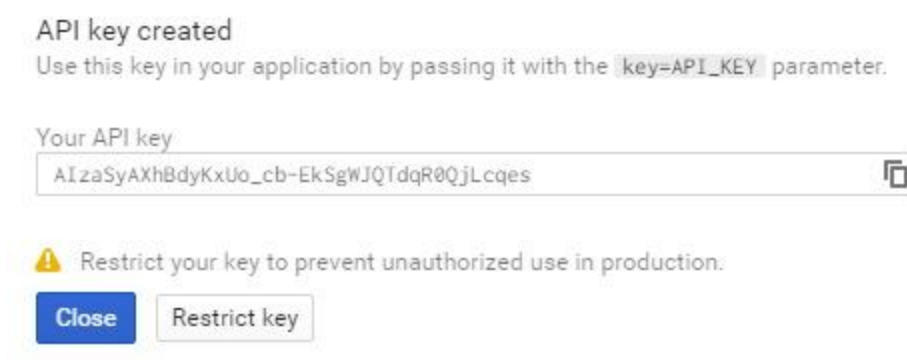 API key created
Use this key in your application by passing it with the key=API_KEY parameter.
Your API key
AIzaSyAXhBdyKxUo_cb-EkSgWJQTdqR0QjLcqes
Restrict your key to prevent unauthorized use in production.
Close Restrict key